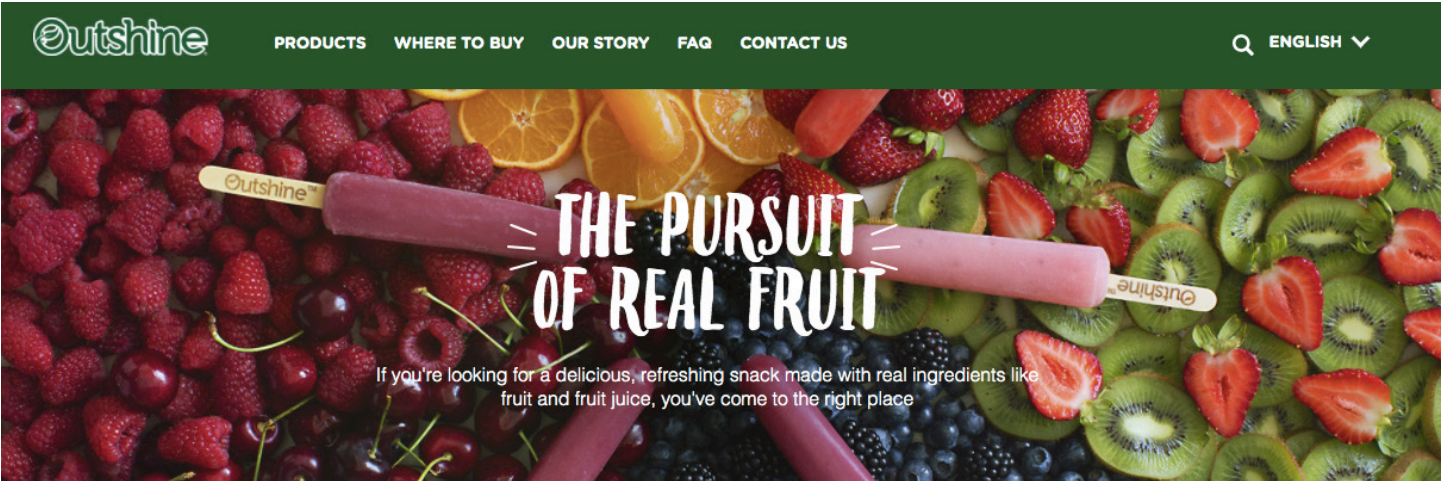 Outshine
PRODUCTS WHERE TO BUY OUR STORY FAQ CONTACT US ENGLISH
Outshine™
THE PURSUIT
OF REAL FRUIT
Outshine™
If you're looking for a delicious, refreshing snack made with real ingredients like
fruit and fruit juice, you've come to the right place